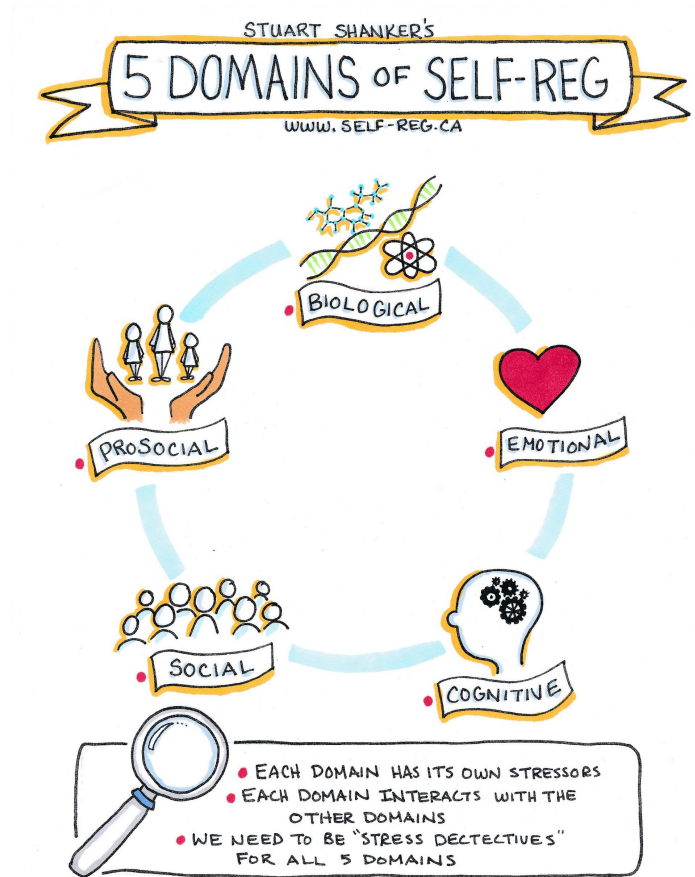 STUART SHANKER'S
5 DOMAINS OF SELF-REG
WWW.SELF-REG.CA
BIOLOGICAL
EMOTIONAL
PROSOCIAL
SOCIAL
COGNITIVE
• EACH DOMAIN HAS ITS OWN STRESSORS
• EACH DOMAIN INTERACTS WITH THE
OTHER DOMAINS
• WE NEED TO BE "STRESS DECTECTIVES"
FOR ALL 5 DOMAINS